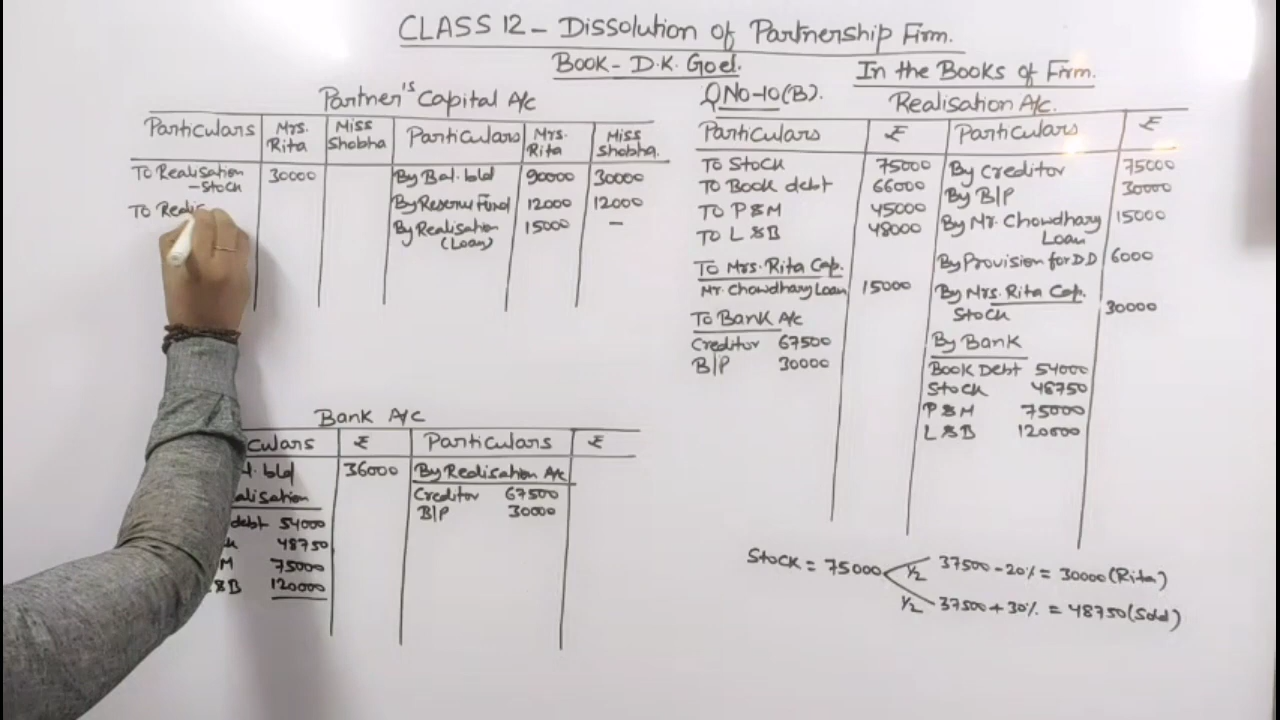 CLASS 12 - Dissolution of Partnership Firm.
Book - D.K. Goel.
In the Books of Firm.
Partner's Capital A/c
Particulars Mrs. Rita Miss Shobha Particulars Mrs. Rita Miss Shobha.
To Realisation - Stock 30000 By Bal. b/d 90000 30000
To Realis By Reserve Fund 12000 12000
By Realisation (Loan) 15000 -
QNo-10(B).
Realisation A/c.
Particulars ₹ Particulars ₹
To Stock 75000 By Creditor 75000
To Book debt 66000 By B/P 30000
To P&M 45000 By Mr. Chowdhary Loan 15000
To L&B 48000 By Provision for D.D 6000
To Mrs. Rita Cap. By Mrs. Rita Cap.
Mr. Chowdhary Loan 15000 Stock 30000
To Bank A/c By Bank
Creditor 67500 Book Debt 54000
B/P 30000 Stock 48750
P&M 75000
L&B 120000
Bank A/c
culars ₹ Particulars ₹
. b/d 36000 By Realisation A/c
alisation Creditor 67500
debt 54000 B/P 30000
k 48750
M 75000
&B 120000
Stock = 75000
1/2 37500 - 20% = 30000 (Rita)
1/2 37500 + 30% = 48750 (Sold)